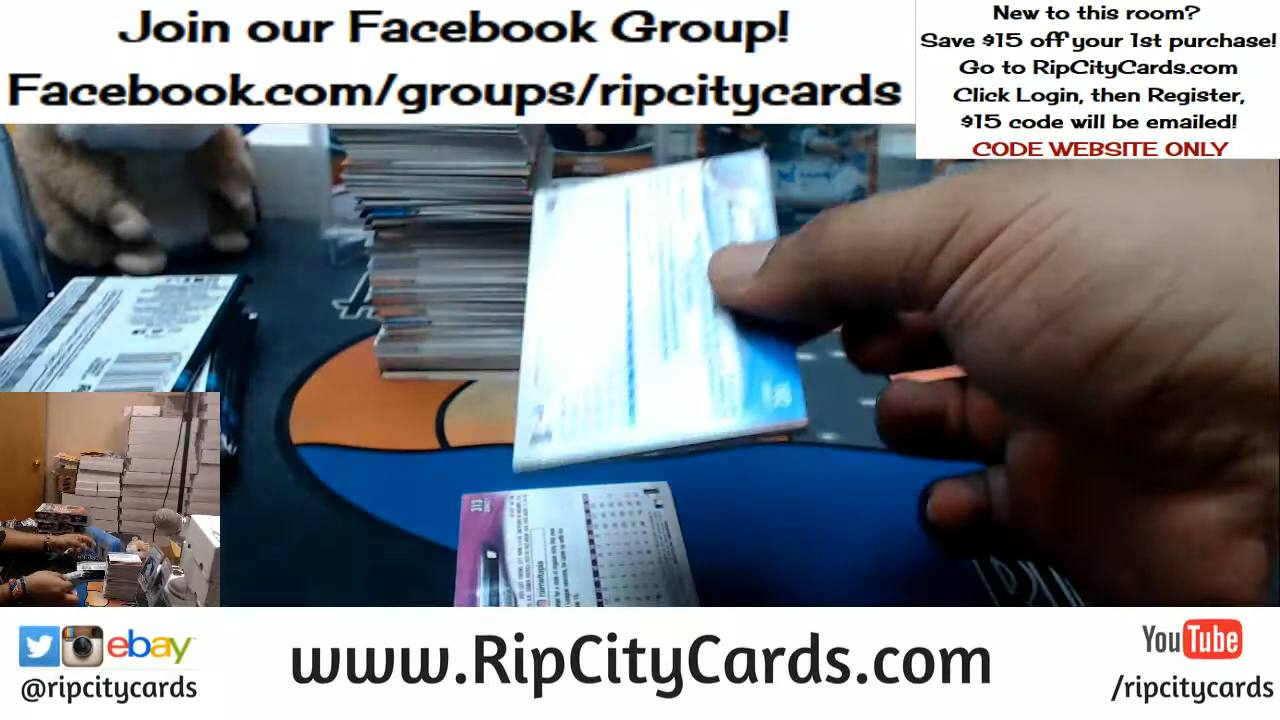 Join our Facebook Group!
Facebook.com/groups/ripcitycards
New to this room?
Save $15 off your 1st purchase!
Go to RipCityCards.com
Click Login, then Register,
$15 code will be emailed!
CODE WEBSITE ONLY
313
raimeltapia
ebay
@ripcitycards
www.RipCityCards.com
YouTube
/ripcitycards